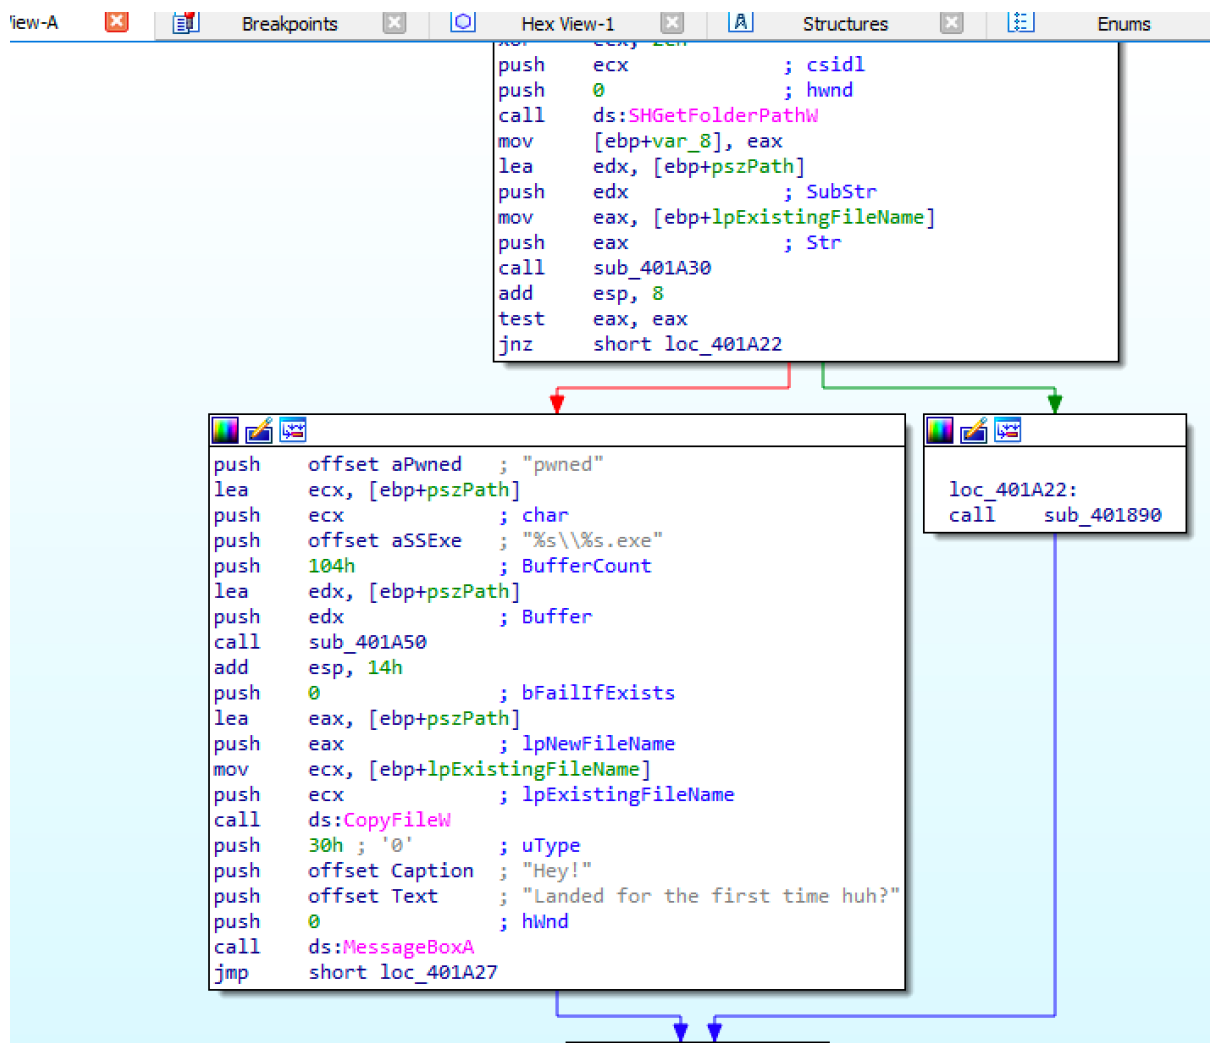 View-A Breakpoints Hex View-1 Structures Enums
xor ecx, 2Ch
push ecx ; csidl
push 0 ; hwnd
call ds:SHGetFolderPathW
mov [ebp+var_8], eax
lea edx, [ebp+pszPath]
push edx ; SubStr
mov eax, [ebp+lpExistingFileName]
push eax ; Str
call sub_401A30
add esp, 8
test eax, eax
jnz short loc_401A22
push offset aPwned ; "pwned"
lea ecx, [ebp+pszPath]
push ecx ; char
push offset aSSExe ; "%s\\%s.exe"
push 104h ; BufferCount
lea edx, [ebp+pszPath]
push edx ; Buffer
call sub_401A50
add esp, 14h
push 0 ; bFailIfExists
lea eax, [ebp+pszPath]
push eax ; lpNewFileName
mov ecx, [ebp+lpExistingFileName]
push ecx ; lpExistingFileName
call ds:CopyFileW
push 30h ; '0' ; uType
push offset Caption ; "Hey!"
push offset Text ; "Landed for the first time huh?"
push 0 ; hWnd
call ds:MessageBoxA
jmp short loc_401A27
loc_401A22:
call sub_401890